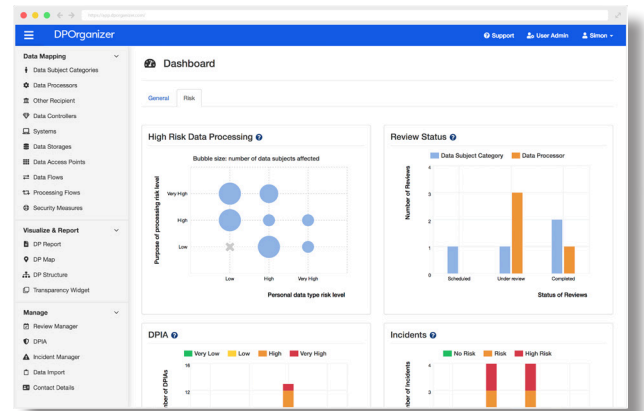 DPOrganizer
Support
User Admin
Simon
Data Mapping
Data Subject Categories
Data Processors
Other Recipient
Data Controllers
Systems
Data Storages
Data Access Points
Data Flows
Processing Flows
Security Measures
Visualize & Report
DP Report
DP Map
DP Structure
Transparency Widget
Manage
Review Manager
DPIA
Incident Manager
Data Import
Contact Details
Dashboard
General Risk
High Risk Data Processing
Bubble size: number of data subjects affected
Purpose of processing risk level
Very High
High
Low
Low High Very High
Personal data type risk level
Review Status
Data Subject Category Data Processor
Number of Reviews
4
3
2
1
0
Scheduled Under review Completed
Status of Reviews
DPIA
Very Low Low High Very High
ber of DPIAs
16
12
Incidents
No Risk Risk High Risk
ber of Incidents
4
3